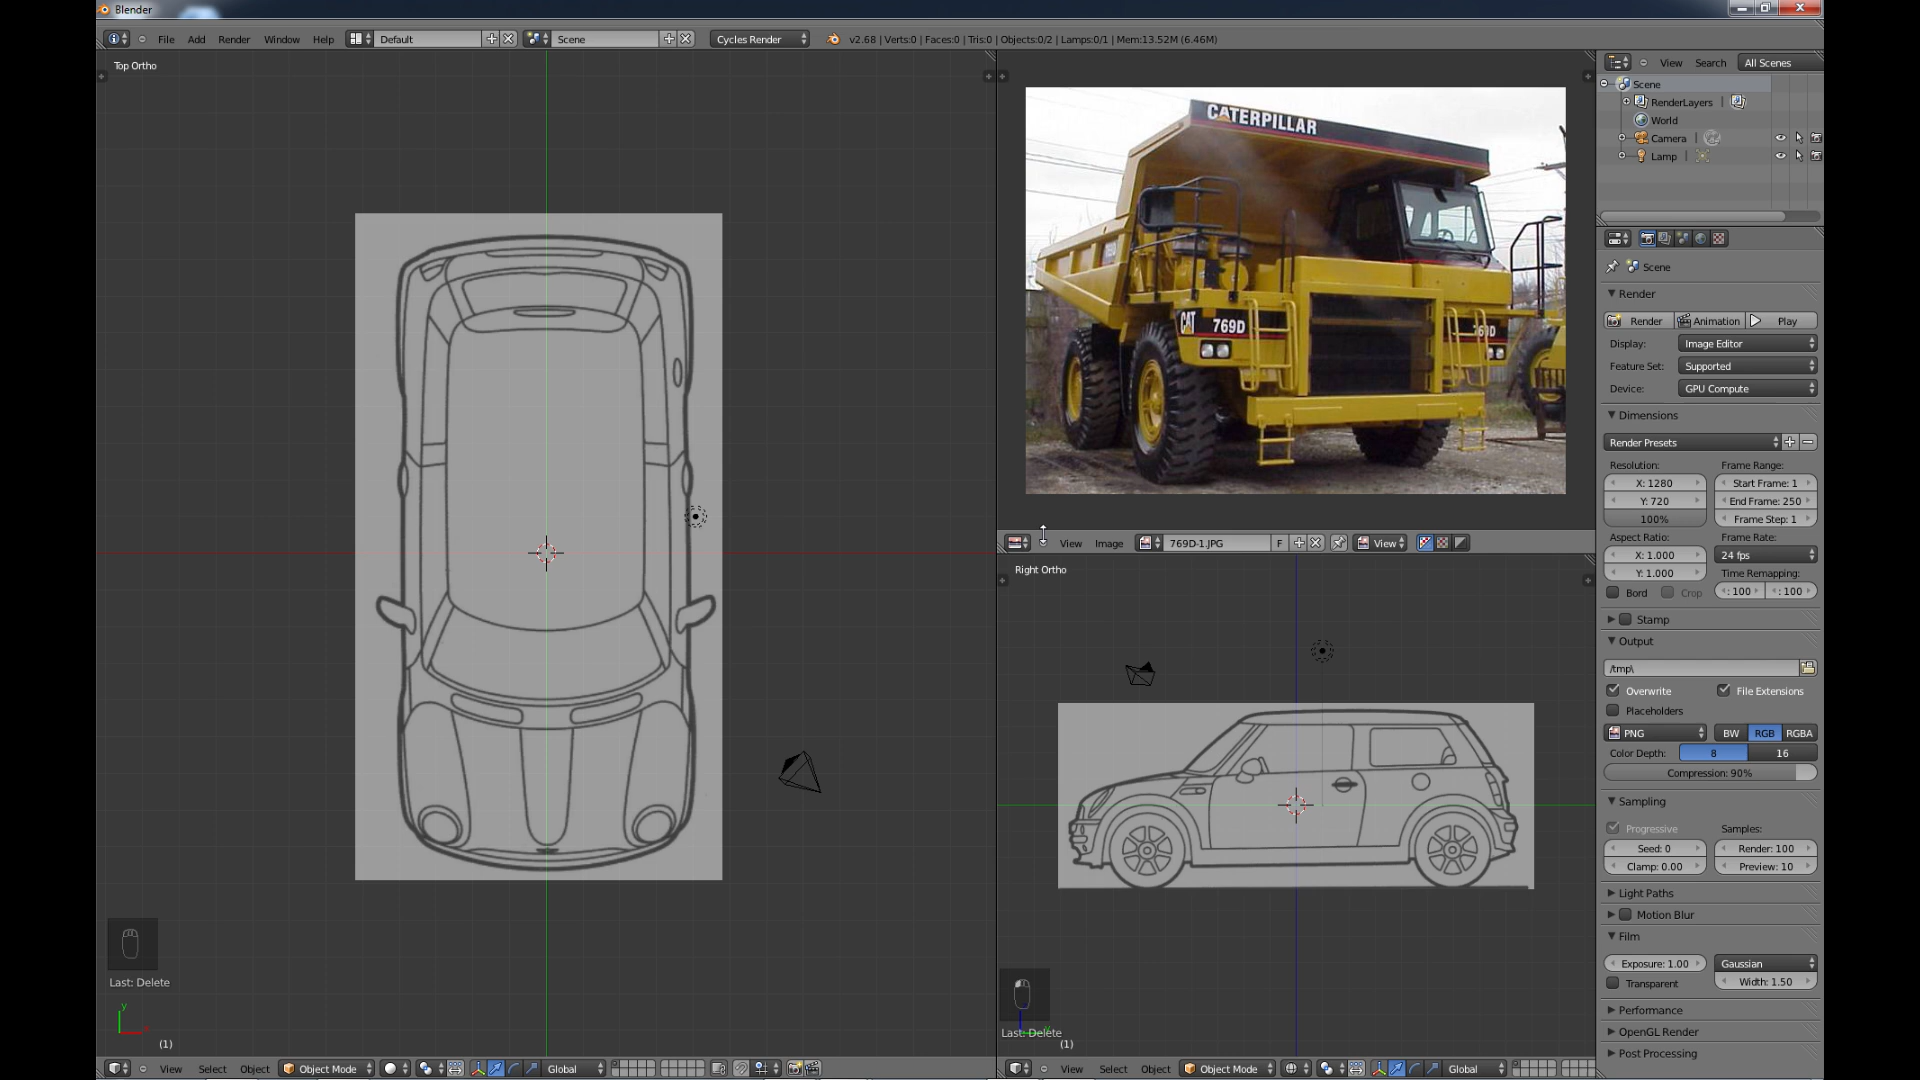 Blender
File Add Render Window Help Default Scene Cycles Render v2.68 | Verts:0 | Faces:0 | Tris:0 | Objects:0/2 | Lamps:0/1 | Mem:13.52M (6.46M)
Top Ortho
Last: Delete
y
(1)
View Select Object Object Mode Global
CATERPILLAR
CAT 769D
769D
View Image 769D-1.JPG F View
Right Ortho
Last: Delete
(1)
View Select Object Object Mode Global
View Search All Scenes
Scene
RenderLayers |
World
Camera |
Lamp |
Scene
Render
Render Animation Play
Display: Image Editor
Feature Set: Supported
Device: GPU Compute
Dimensions
Render Presets
Resolution: Frame Range:
X: 1280 Start Frame: 1
Y: 720 End Frame: 250
100% Frame Step: 1
Aspect Ratio: Frame Rate:
X: 1.000 24 fps
Y: 1.000 Time Remapping:
Bord Crop : 100 : 100
Stamp
Output
/tmp\
Overwrite File Extensions
Placeholders
PNG BW RGB RGBA
Color Depth: 8 16
Compression: 90%
Sampling
Progressive Samples:
Seed: 0 Render: 100
Clamp: 0.00 Preview: 10
Light Paths
Motion Blur
Film
Exposure: 1.00 Gaussian
Transparent Width: 1.50
Performance
OpenGL Render
Post Processing